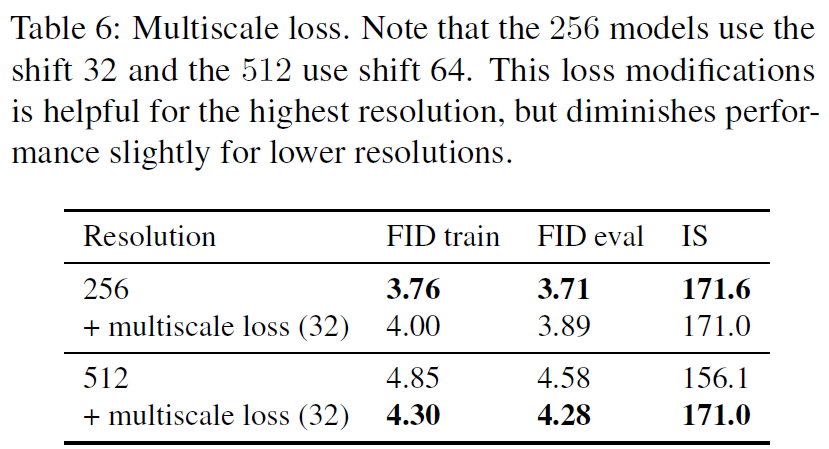 Table 6: Multiscale loss. Note that the 256 models use the
shift 32 and the 512 use shift 64. This loss modifications
is helpful for the highest resolution, but diminishes perfor-
mance slightly for lower resolutions.
Resolution FID train FID eval IS
256 3.76 3.71 171.6
+ multiscale loss (32) 4.00 3.89 171.0
512 4.85 4.58 156.1
+ multiscale loss (32) 4.30 4.28 171.0